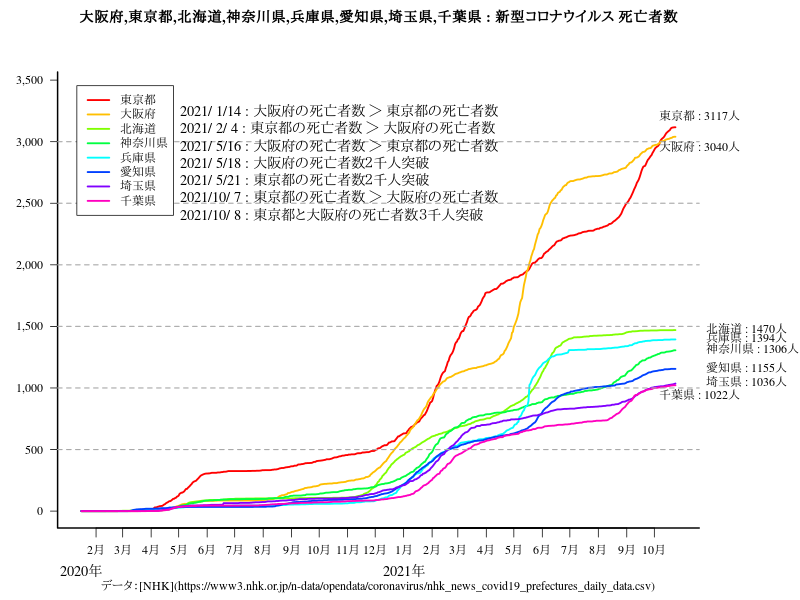 大阪府,東京都,北海道,神奈川県,兵庫県,愛知県,埼玉県,千葉県 : 新型コロナウイルス 死亡者数
3,500
3,000
2,500
2,000
1,500
1,000
500
0
東京都
大阪府
北海道
神奈川県
兵庫県
愛知県
埼玉県
千葉県
2021/ 1/14 : 大阪府の死亡者数 ＞ 東京都の死亡者数
2021/ 2/ 4 : 東京都の死亡者数 ＞ 大阪府の死亡者数
2021/ 5/16 : 大阪府の死亡者数 ＞ 東京都の死亡者数
2021/ 5/18 : 大阪府の死亡者数2千人突破
2021/ 5/21 : 東京都の死亡者数2千人突破
2021/10/ 7 : 東京都の死亡者数 ＞ 大阪府の死亡者数
2021/10/ 8 : 東京都と大阪府の死亡者数3千人突破
東京都 : 3117人
大阪府 : 3040人
北海道 : 1470人
兵庫県 : 1394人
神奈川県 : 1306人
愛知県 : 1155人
埼玉県 : 1036人
千葉県 : 1022人
2月 3月 4月 5月 6月 7月 8月 9月 10月 11月 12月 1月 2月 3月 4月 5月 6月 7月 8月 9月 10月
2020年 2021年
データ：[NHK](https://www3.nhk.or.jp/n-data/opendata/coronavirus/nhk_news_covid19_prefectures_daily_data.csv)